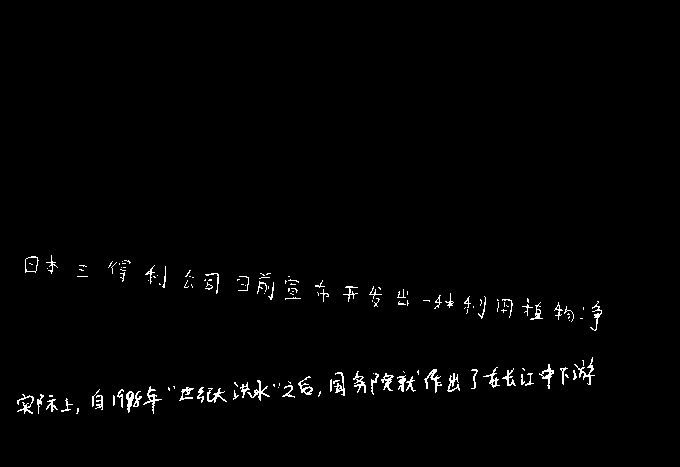 日本三得利公司日前宣布开发出一种利用植物净
实际上，自1998年“世纪大洪水”之后，国务院就作出了在长江中下游